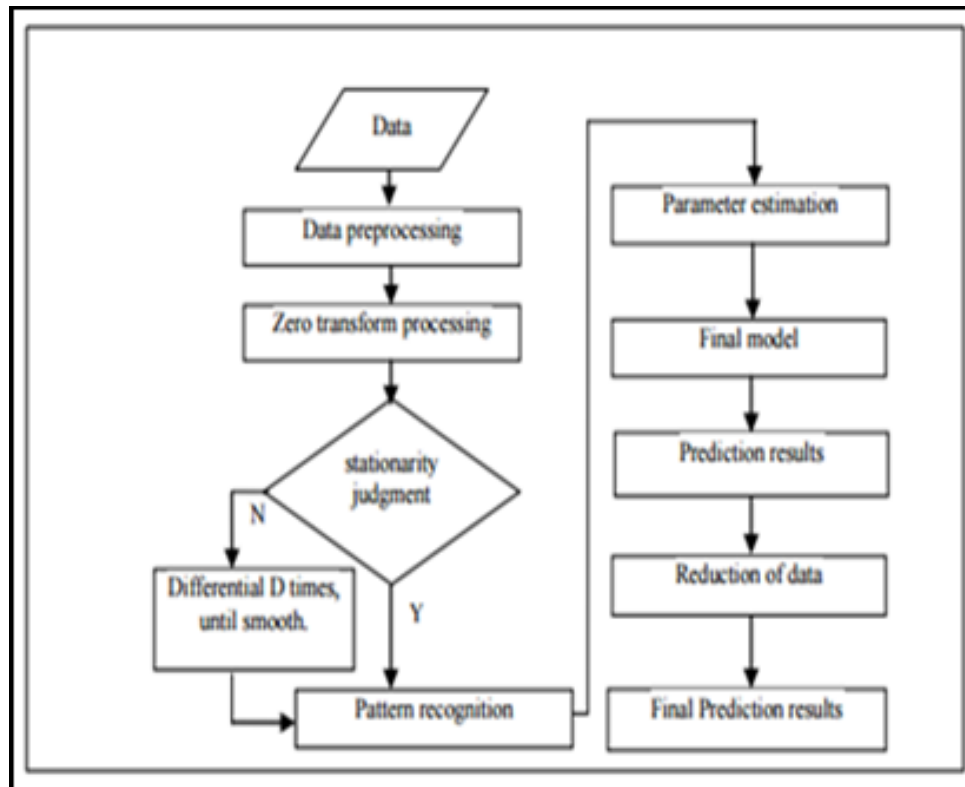 Data
Data preprocessing
Zero transform processing
stationarity
judgment
N
Differential D times,
until smooth.
Y
Pattern recognition
Parameter estimation
Final model
Prediction results
Reduction of data
Final Prediction results